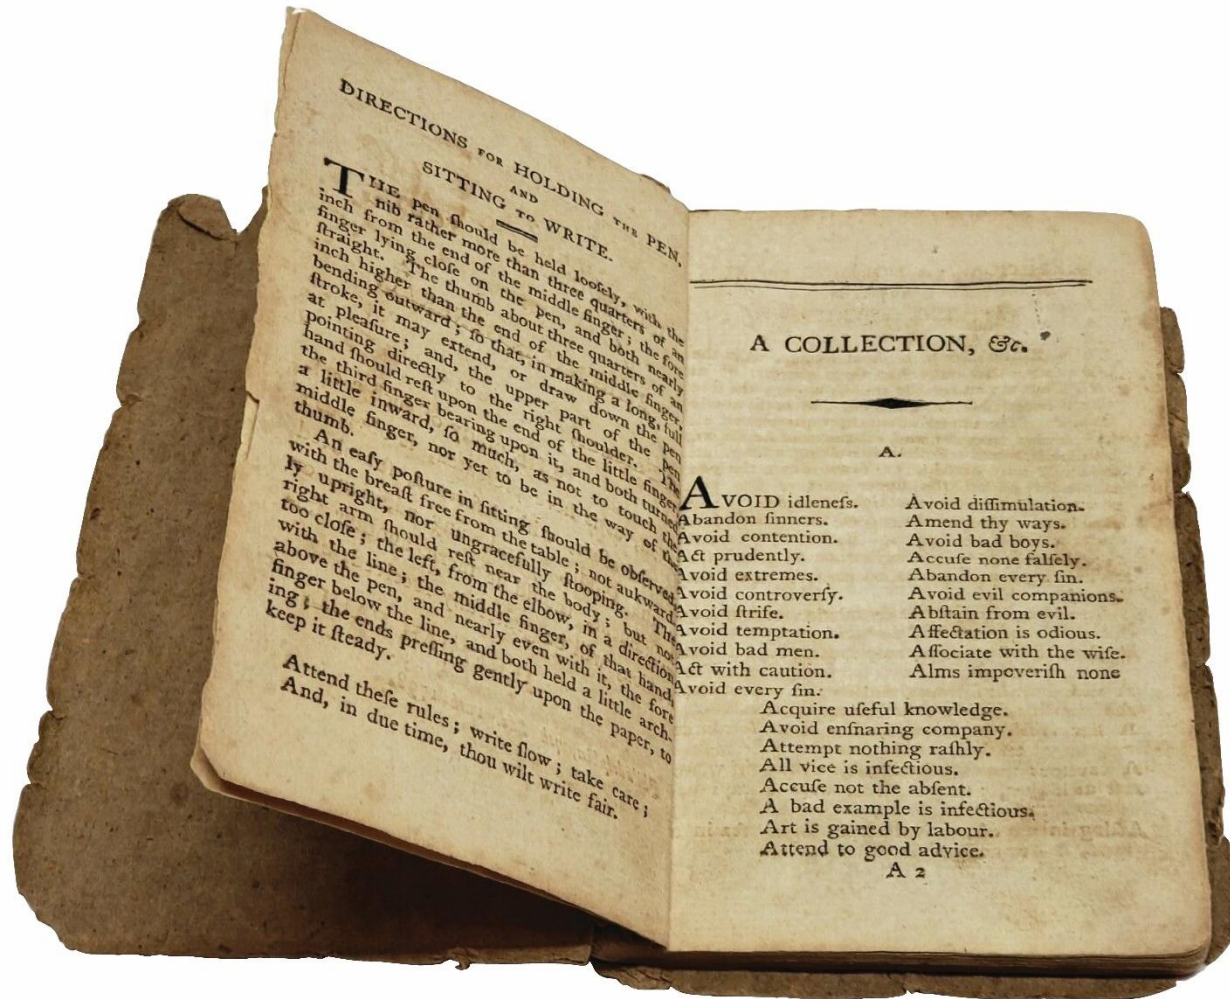 DIRECTIONS FOR HOLDING THE PEN,
AND
SITTING TO WRITE.
THE pen ſhould be held looſely, with the
nib rather more than three quarters of an
inch from the end of the middle finger; the fore
finger lying cloſe on the pen, and both nearly
ſtraight. The thumb about three quarters of an
inch higher than the end of the middle finger,
bending outward; ſo that, in making a long, full
ſtroke, it may extend, or draw down the pen
at pleaſure; and, the upper part of the pen
pointing directly to the right ſhoulder. The
hand ſhould reſt upon the end of the little finger
the third finger bearing upon it, and both turned
a little inward, ſo much, as not to touch the
middle finger, nor yet to be in the way of the
thumb.
An eaſy poſture in ſitting ſhould be obſerved,
with the breaſt free from the table; not aukward-
ly upright, nor ungracefully ſtooping. The
right arm ſhould reſt near the body; but not
too cloſe; the left, from the elbow, in a direction
with the line; the middle finger, of that hand,
above the pen, and nearly even with it, the fore
finger below the line, and both held a little arch-
ing; the ends preſſing gently upon the paper, to
keep it ſteady.
Attend theſe rules; write ſlow; take care;
And, in due time, thou wilt write fair.
A COLLECTION, &c.
A.
AVOID idleneſs.
Abandon ſinners.
Avoid contention.
Act prudently.
Avoid extremes.
Avoid controverſy.
Avoid ſtrife.
Avoid temptation.
Avoid bad men.
Act with caution.
Avoid every ſin.
Avoid diſſimulation.
Amend thy ways.
Avoid bad boys.
Accuſe none falſely.
Abandon every ſin.
Avoid evil companions.
Abſtain from evil.
Affectation is odious.
Aſſociate with the wiſe.
Alms impoveriſh none
Acquire uſeful knowledge.
Avoid enſnaring company.
Attempt nothing raſhly.
All vice is infectious.
Accuſe not the abſent.
A bad example is infectious.
Art is gained by labour.
Attend to good advice.
A 2